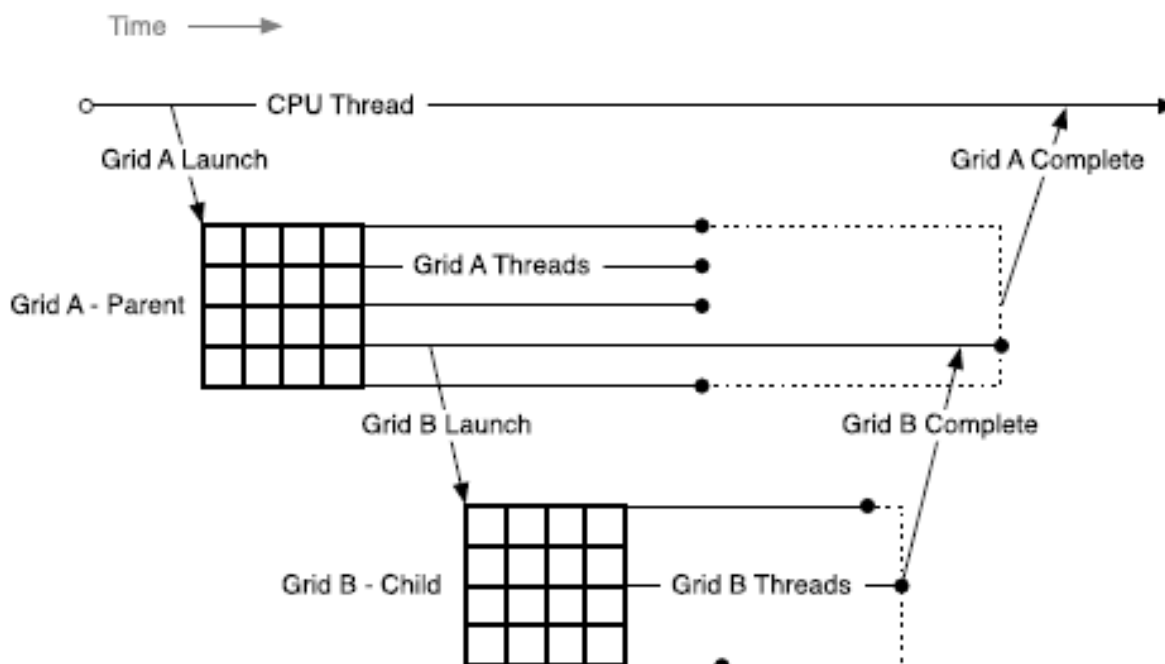 Time
CPU Thread
Grid A Launch
Grid A Complete
Grid A Threads
Grid A - Parent
Grid B Launch
Grid B Complete
Grid B - Child
Grid B Threads